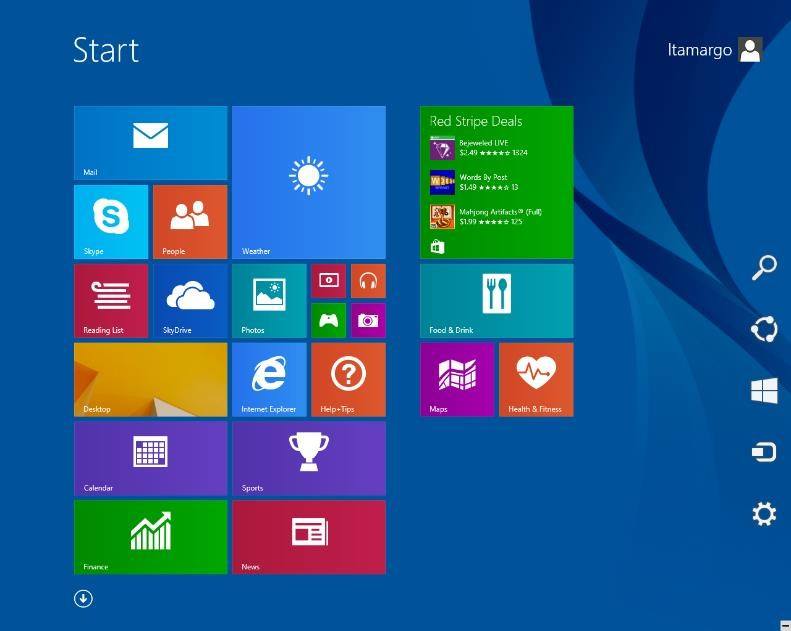 Start
Itamargo
Mail
Skype
People
Weather
Reading List
SkyDrive
Photos
Desktop
Internet Explorer
Help+Tips
Calendar
Sports
Finance
News
Red Stripe Deals
Bejeweled LIVE
$2.49 ★★★★☆ 1324
Words By Post
$1.49 ★★★★☆ 13
Mahjong Artifacts® (Full)
$1.99 ★★★★☆ 125
Food & Drink
Maps
Health & Fitness